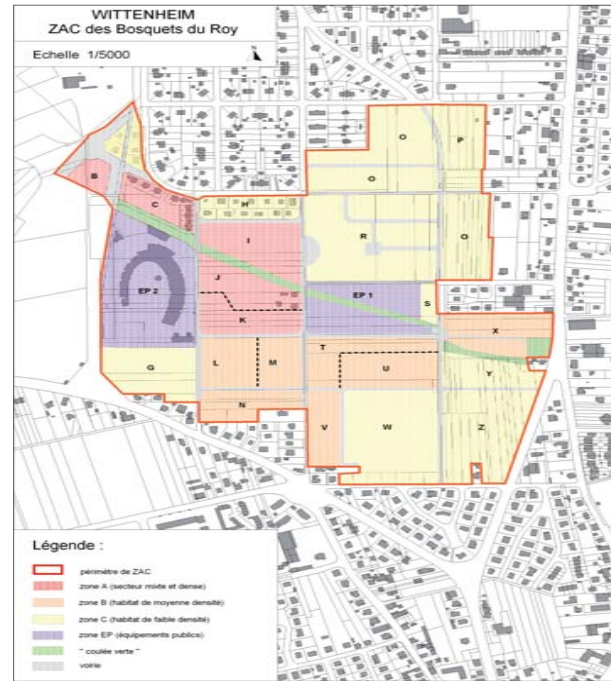 WITTENHEIM
ZAC des Bosquets du Roy
Echelle 1/5000
N
O
P
B
C
H
O
I
R
O
J
EP 2
EP 1
S
K
X
T
G
L
M
U
Y
N
V
W
Z
Légende :
périmètre de ZAC
zone A (secteur mixte et dense)
zone B (habitat de moyenne densité)
zone C (habitat de faible densité)
zone EP (équipements publics)
" coulée verte "
voirie